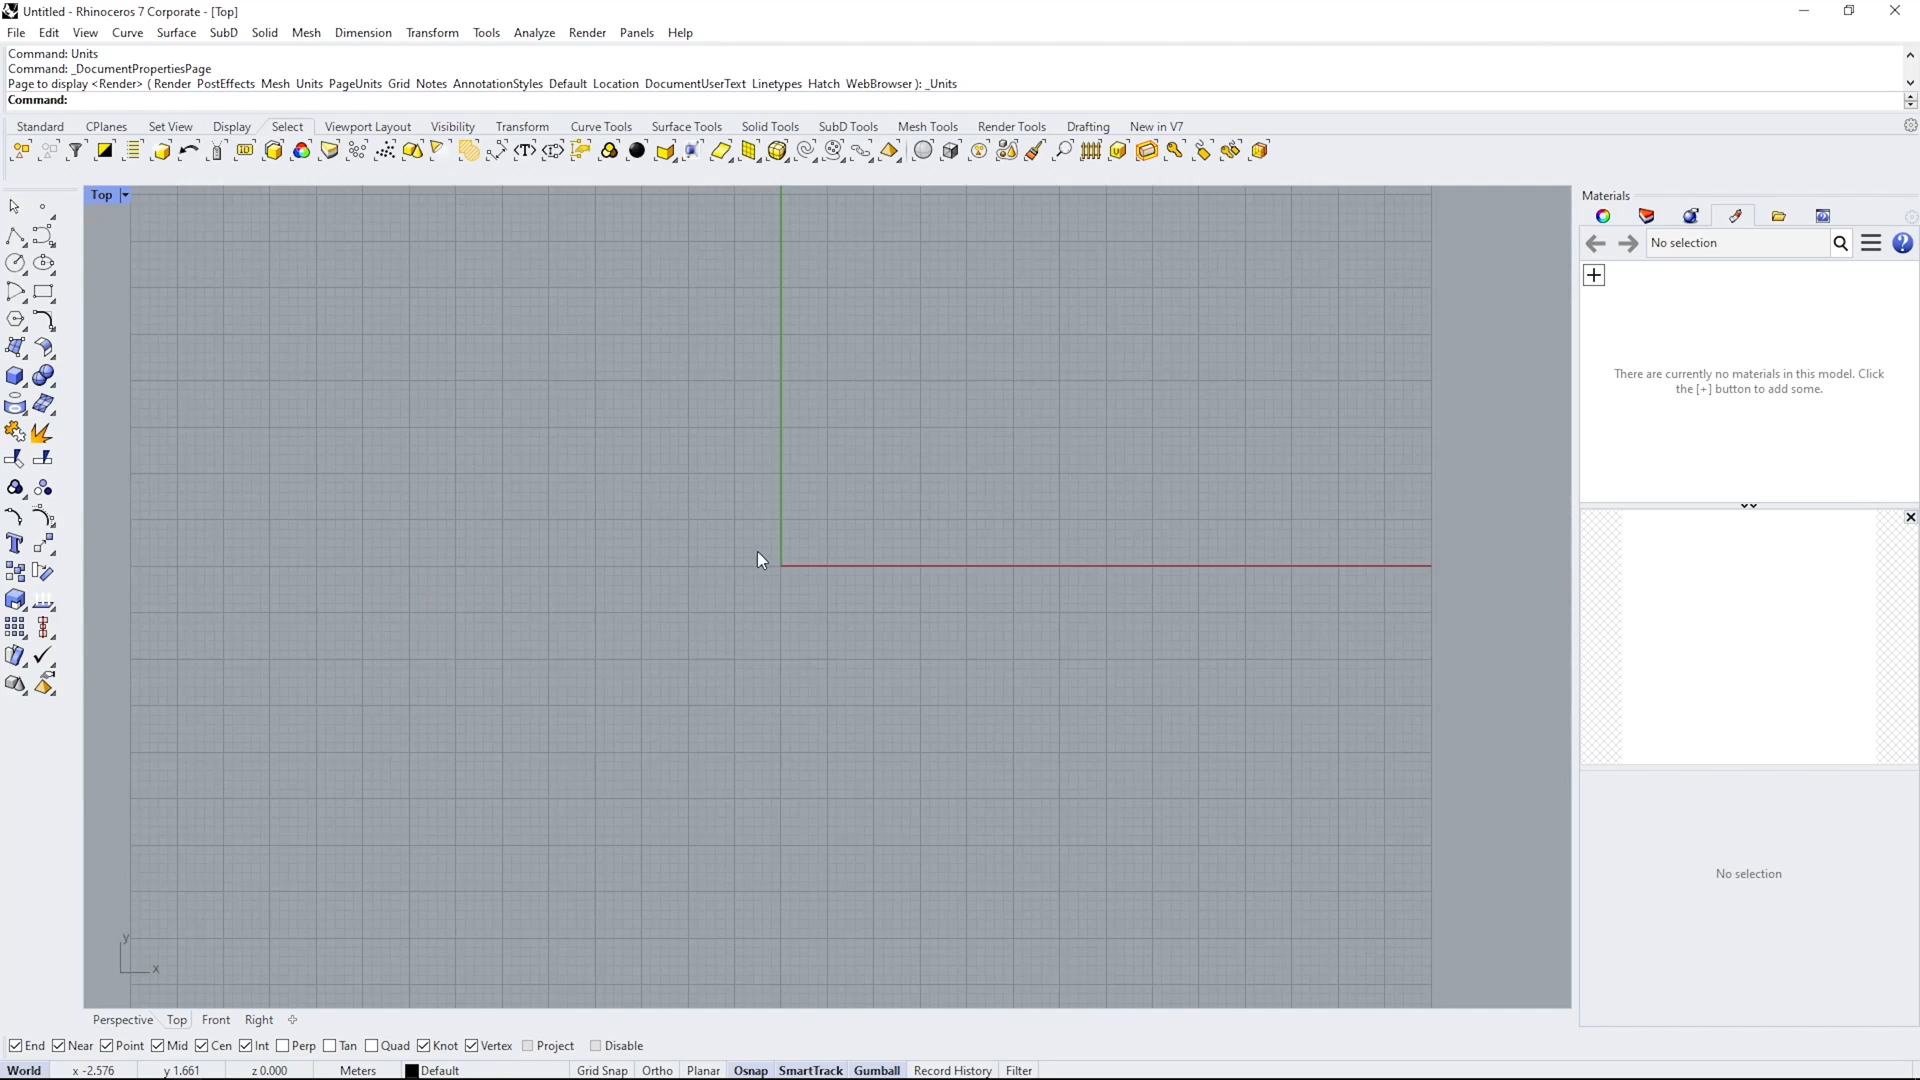 Untitled - Rhinoceros 7 Corporate - [Top]
File Edit View Curve Surface SubD Solid Mesh Dimension Transform Tools Analyze Render Panels Help
Command: Units
Command: _DocumentPropertiesPage
Page to display <Render> ( Render PostEffects Mesh Units PageUnits Grid Notes AnnotationStyles Default Location DocumentUserText Linetypes Hatch WebBrowser ): _Units
Command:
Standard CPlanes Set View Display Select Viewport Layout Visibility Transform Curve Tools Surface Tools Solid Tools SubD Tools Mesh Tools Render Tools Drafting New in V7
Top
Materials
No selection
There are currently no materials in this model. Click
the [+] button to add some.
No selection
y
x
Perspective Top Front Right
End Near Point Mid Cen Int Perp Tan Quad Knot Vertex Project Disable
World x -2.576 y 1.661 z 0.000 Meters Default Grid Snap Ortho Planar Osnap SmartTrack Gumball Record History Filter